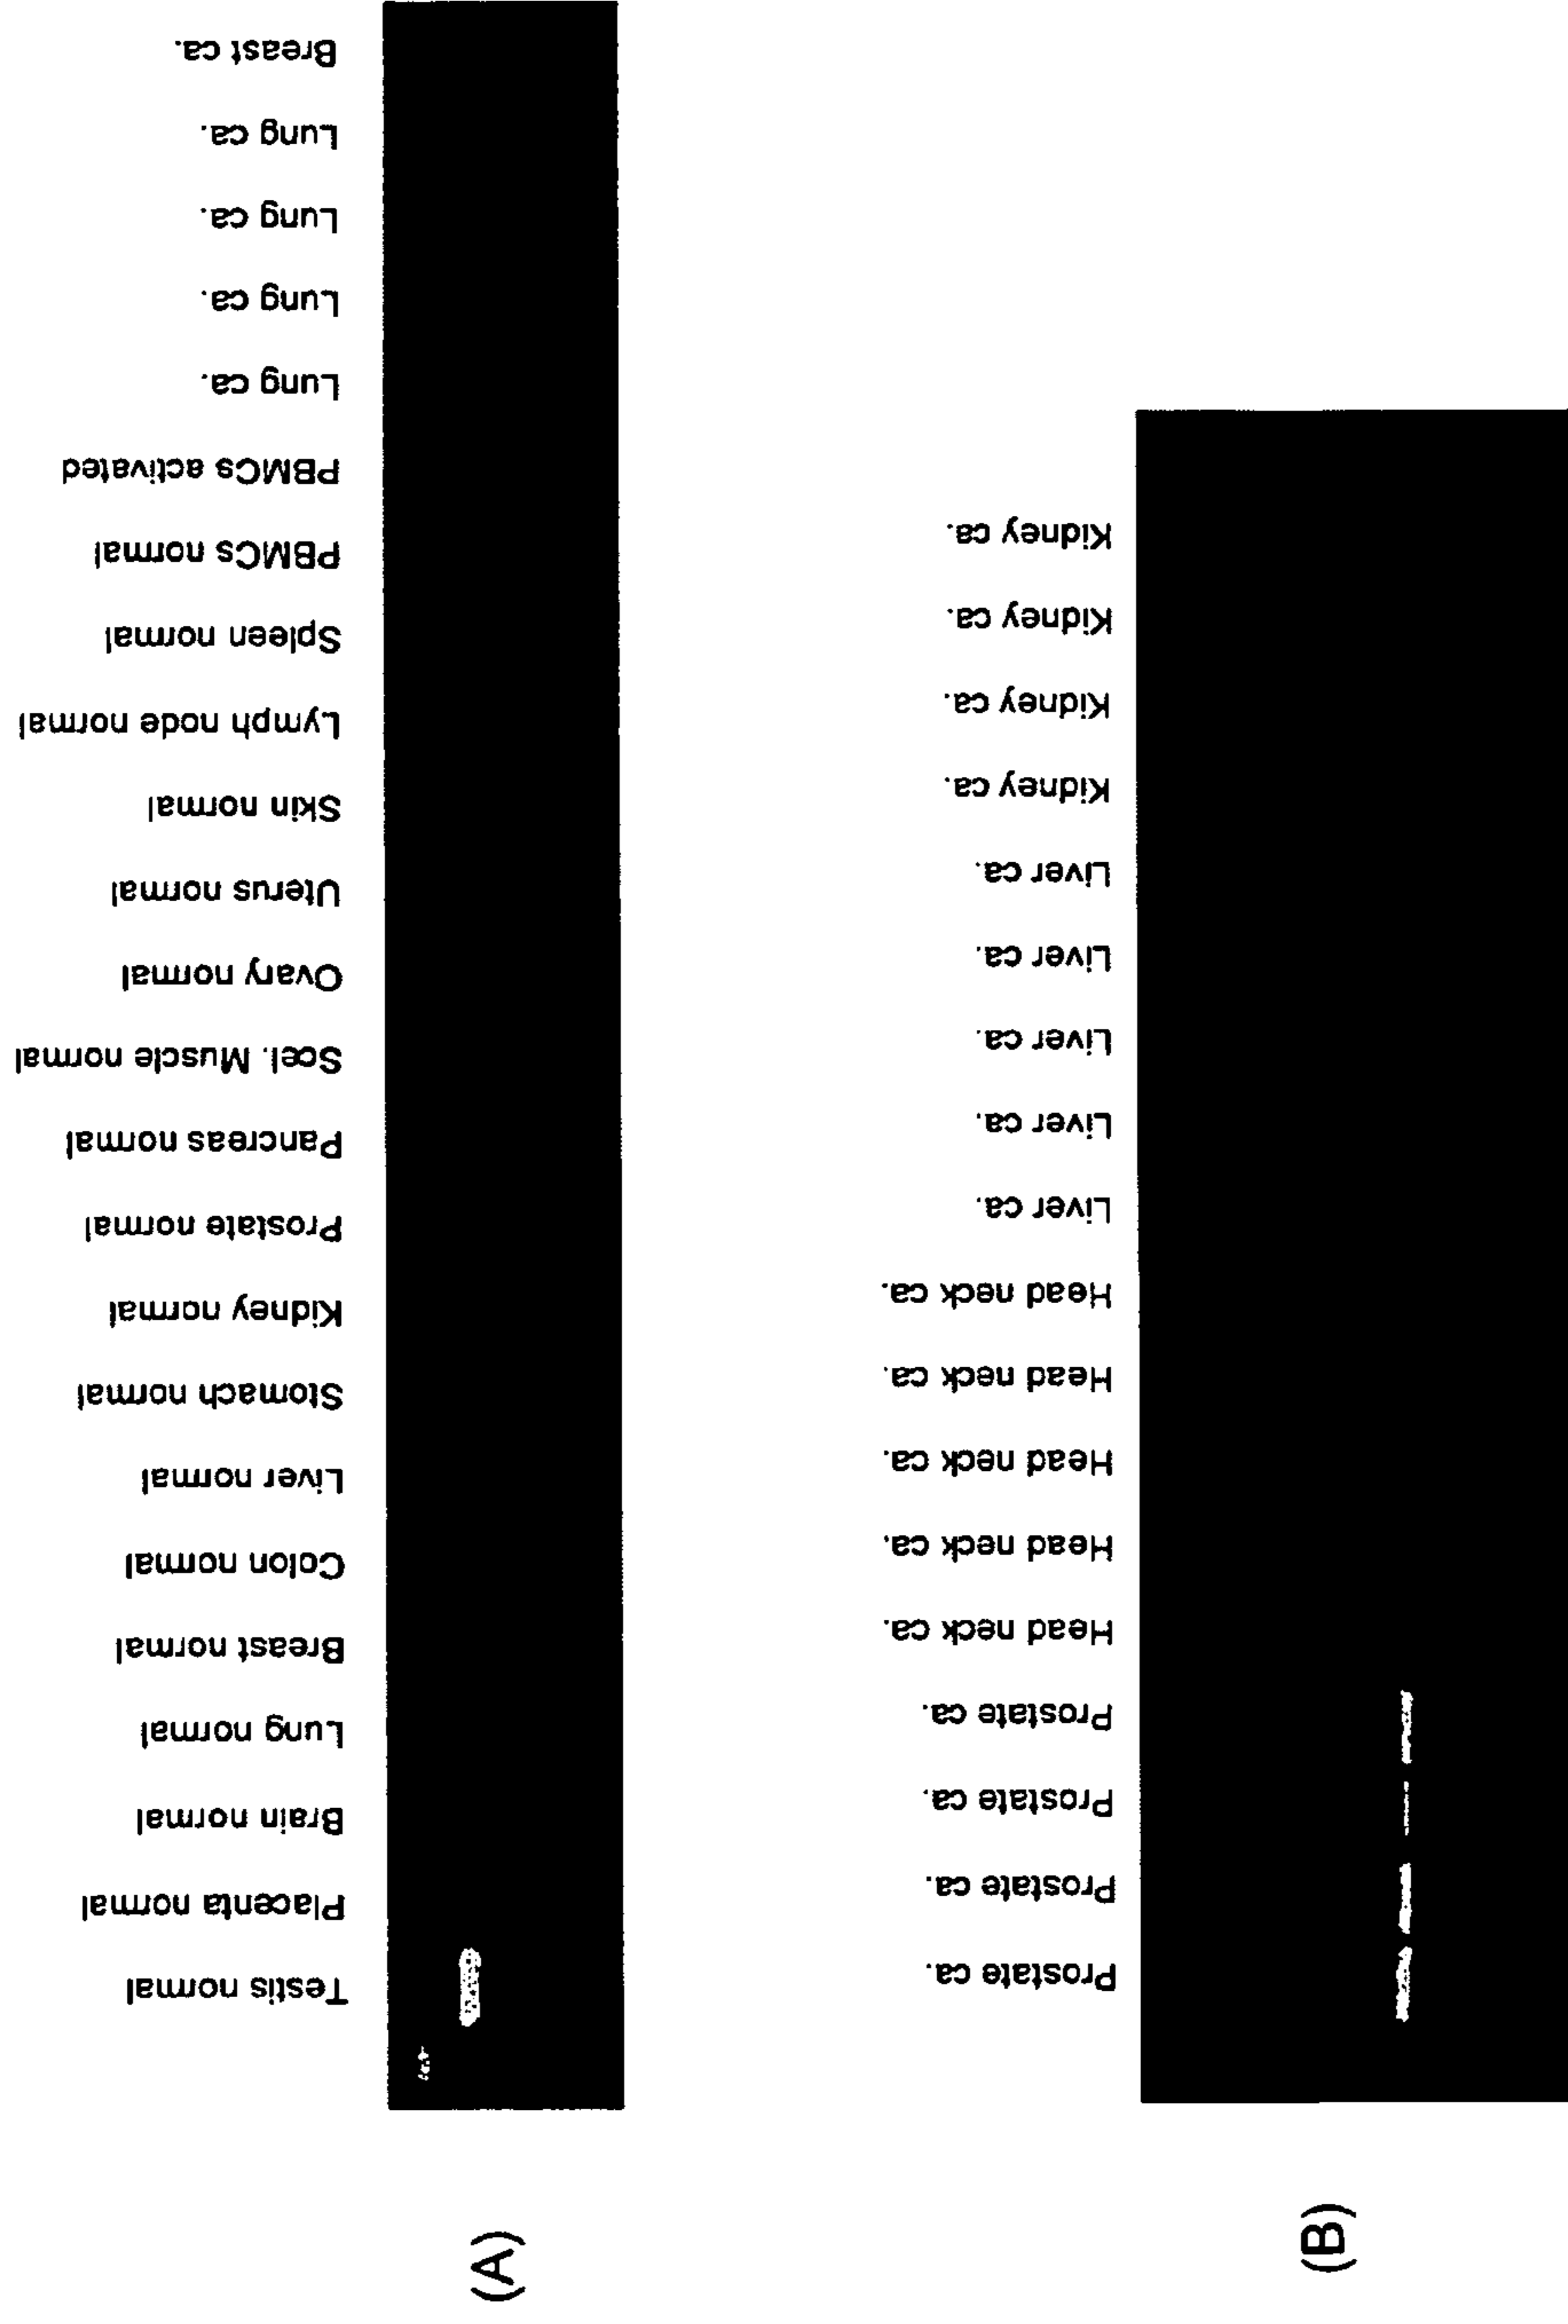 (A)
Testis normal
Placenta normal
Brain normal
Lung normal
Breast normal
Colon normal
Liver normal
Stomach normal
Kidney normal
Prostate normal
Pancreas normal
Scel. Muscle normal
Ovary normal
Uterus normal
Skin normal
Lymph node normal
Spleen normal
PBMCs normal
PBMCs activated
Lung ca.
Lung ca.
Lung ca.
Lung ca.
Breast ca.
(B)
Prostate ca.
Prostate ca.
Prostate ca.
Prostate ca.
Head neck ca.
Head neck ca.
Head neck ca.
Head neck ca.
Head neck ca.
Liver ca.
Liver ca.
Liver ca.
Liver ca.
Liver ca.
Kidney ca.
Kidney ca.
Kidney ca.
Kidney ca.